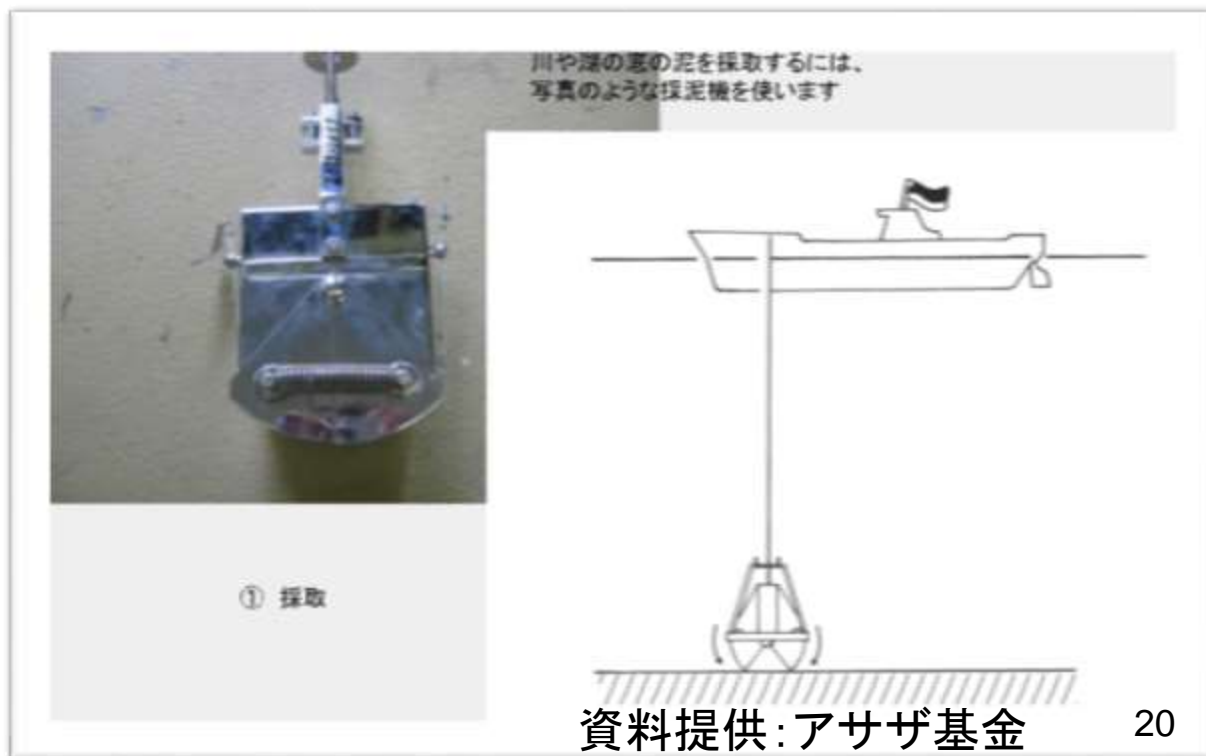 川や湖の底の泥を採取するには、
写真のような採泥機を使います
① 採取
資料提供:アサザ基金
20